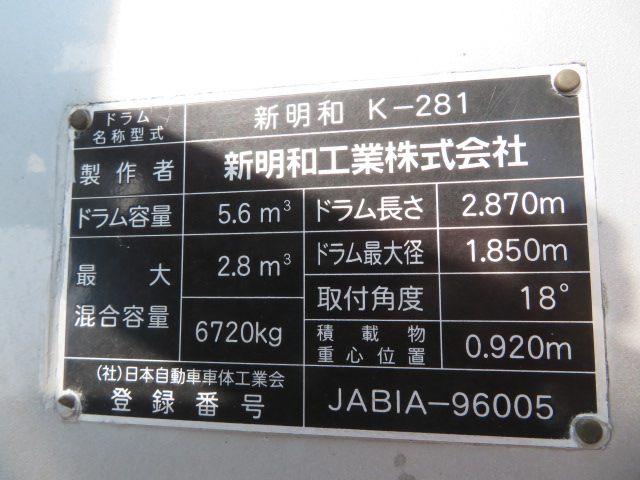 ドラム
名称型式
新明和 K-281
製作者
新明和工業株式会社
ドラム容量 5.6 m³ ドラム長さ 2.870m
最大
混合容量
2.8 m³
6720kg
ドラム最大径 1.850m
取付角度 18°
積載物
重心位置
0.920m
(社)日本自動車車体工業会
登録番号
JABIA-96005